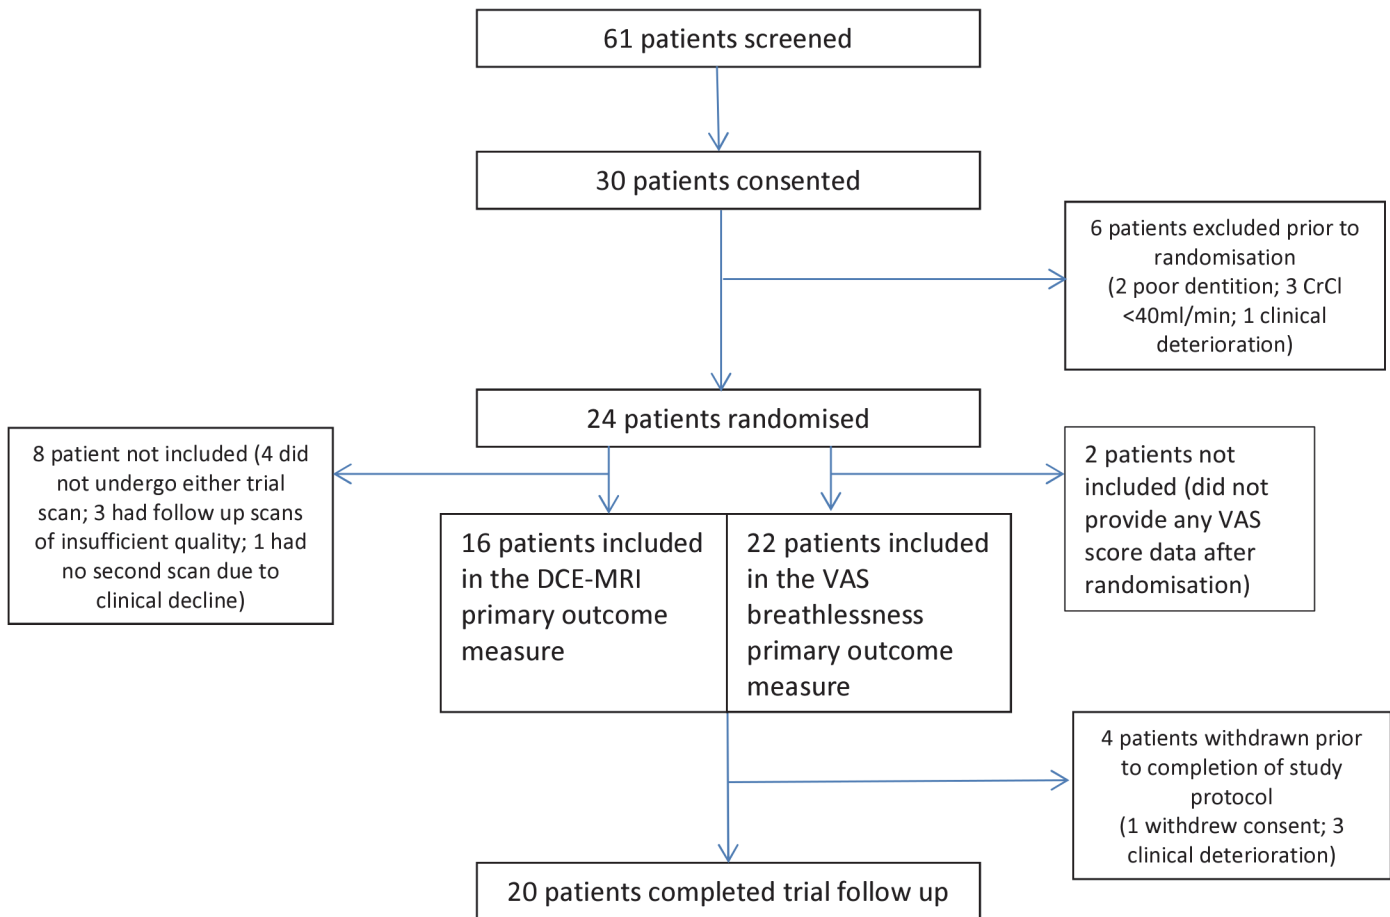 61 patients screened
30 patients consented
6 patients excluded prior to
randomisation
(2 poor dentition; 3 CrCl
<40ml/min; 1 clinical
deterioration)
24 patients randomised
8 patient not included (4 did
not undergo either trial
scan; 3 had follow up scans
of insufficient quality; 1 had
no second scan due to
clinical decline)
2 patients not
included (did not
provide any VAS
score data after
randomisation)
16 patients included
in the DCE-MRI
primary outcome
measure
22 patients included
in the VAS
breathlessness
primary outcome
measure
4 patients withdrawn prior
to completion of study
protocol
(1 withdrew consent; 3
clinical deterioration)
20 patients completed trial follow up